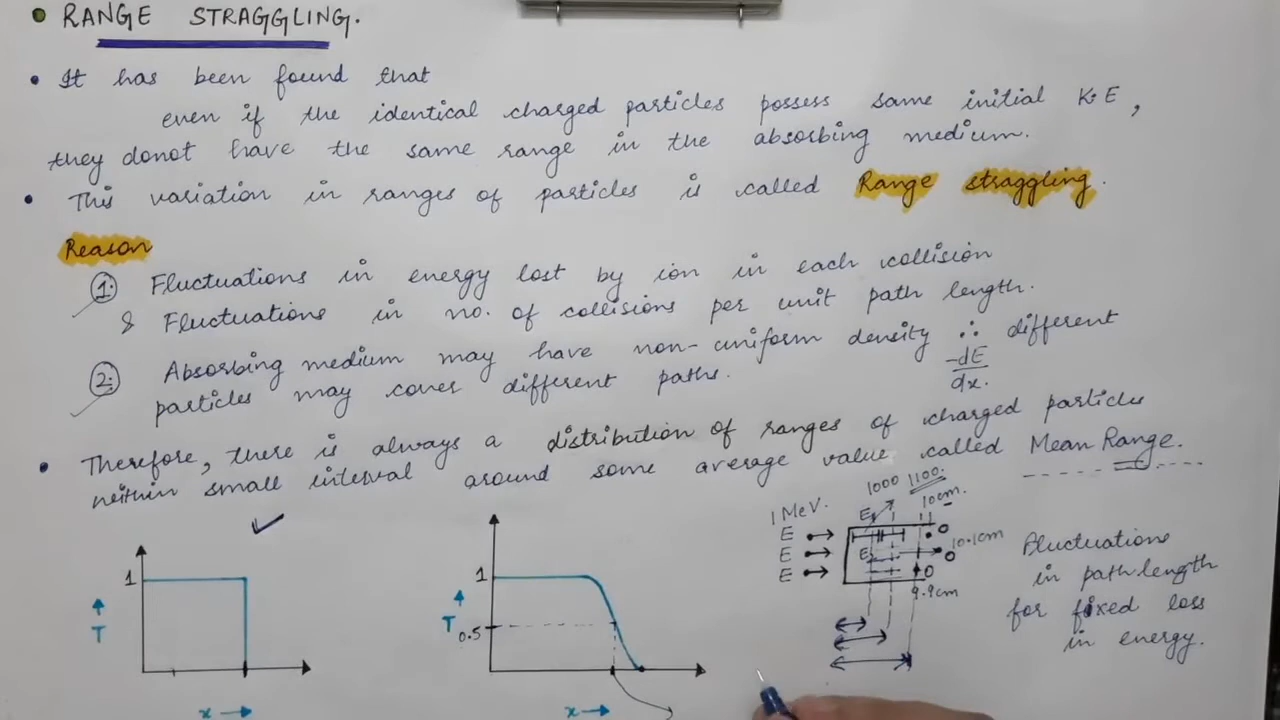 RANGE STRAGGLING.
It has been found that
even if the identical charged particles possess same initial K.E,
they donot have the same range in the absorbing medium.
This variation in ranges of particles is called Range straggling.
Reason
1. Fluctuations in energy lost by ion in each collision
& Fluctuations in no. of collisions per unit path length.
2. Absorbing medium may have non-uniform density ∴ different
particles may cover different paths.
-dE
dx.
Therefore, there is always a distribution of ranges of charged particles
within small interval around some average value called Mean Range.
1
T
x →
1
T
0.5
x →
1 MeV.
E
E
E
1000 1100.
10cm.
E1
E2
O
O
O
10.1cm
9.9cm
Fluctuations
in path length
for fixed loss
in energy.